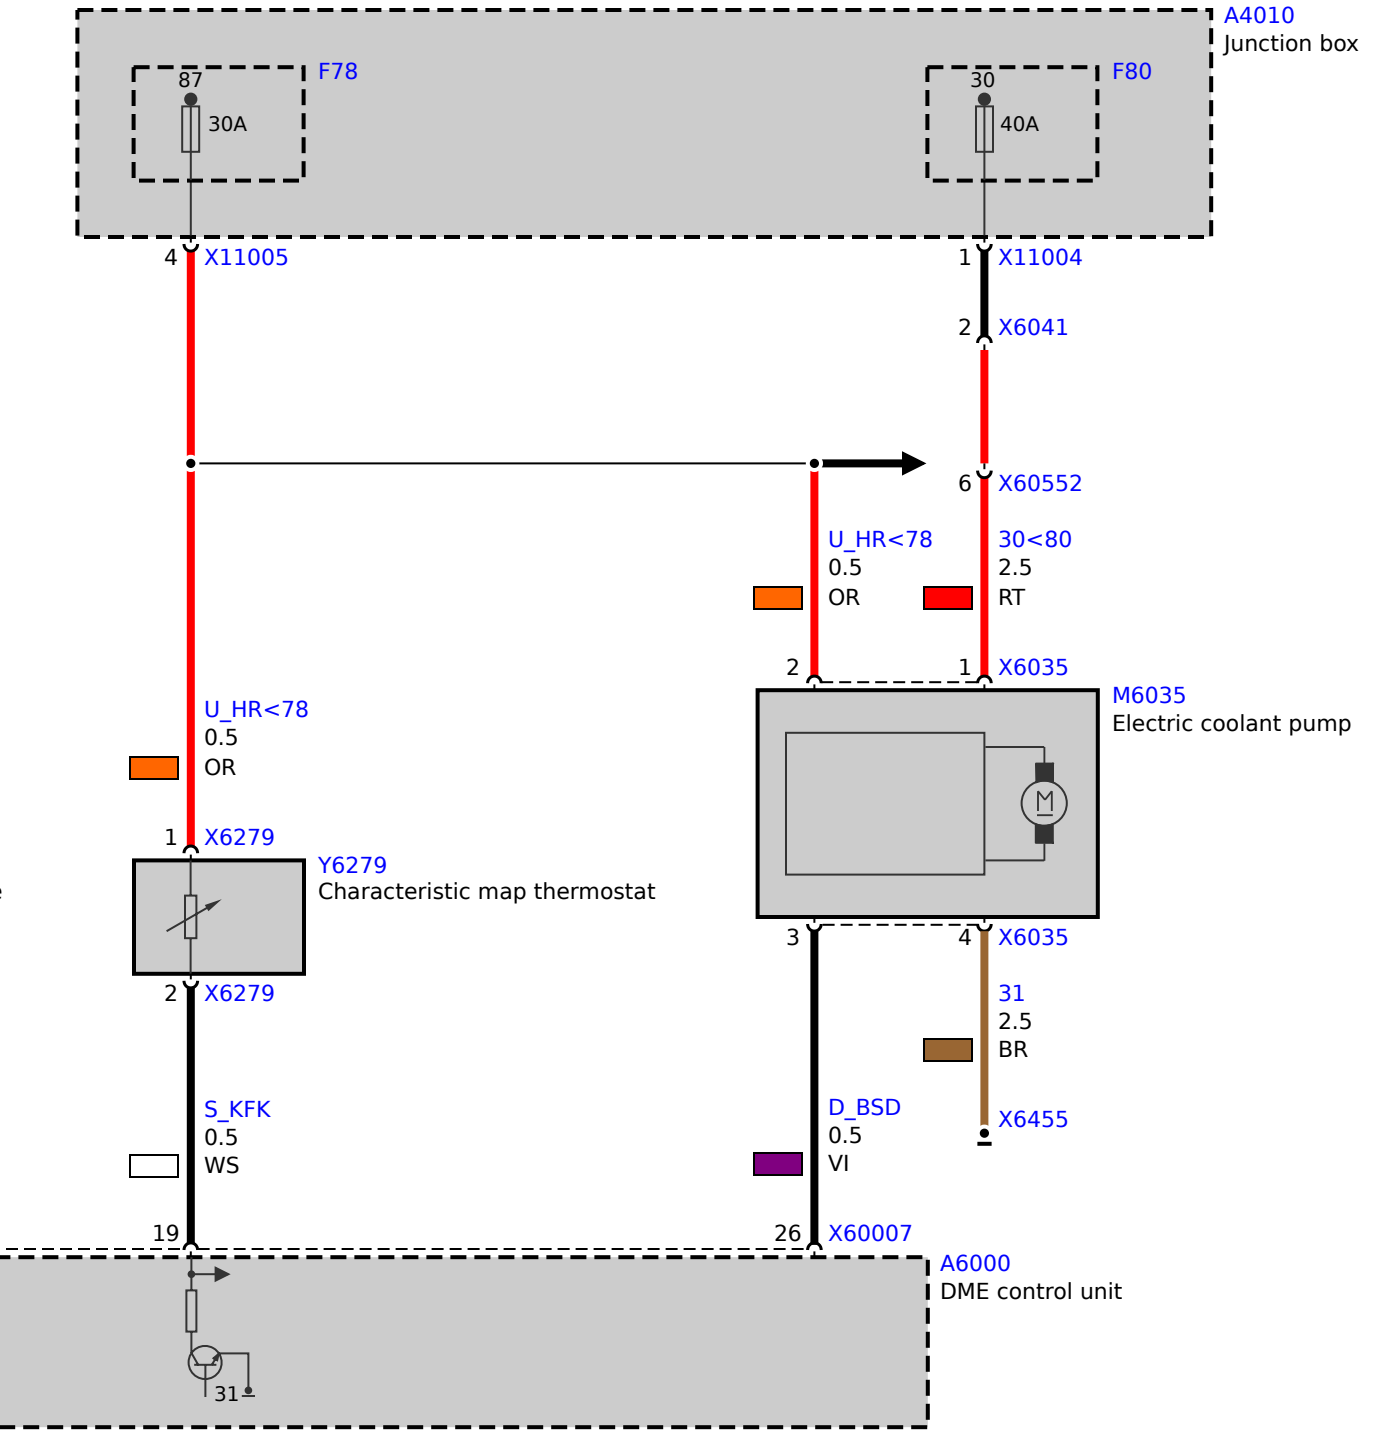 A4010
Junction box
87
F78
30A
30
F80
40A
4 X11005
1 X11004
2 X6041
6 X60552
U_HR<78
0.5
OR
30<80
2.5
RT
2
1 X6035
U_HR<78
0.5
OR
M6035
Electric coolant pump
M
1 X6279
Y6279
Characteristic map thermostat
e
2 X6279
3
4 X6035
31
2.5
BR
S_KFK
0.5
WS
D_BSD
0.5
VI
X6455
19
26 X60007
A6000
DME control unit
31